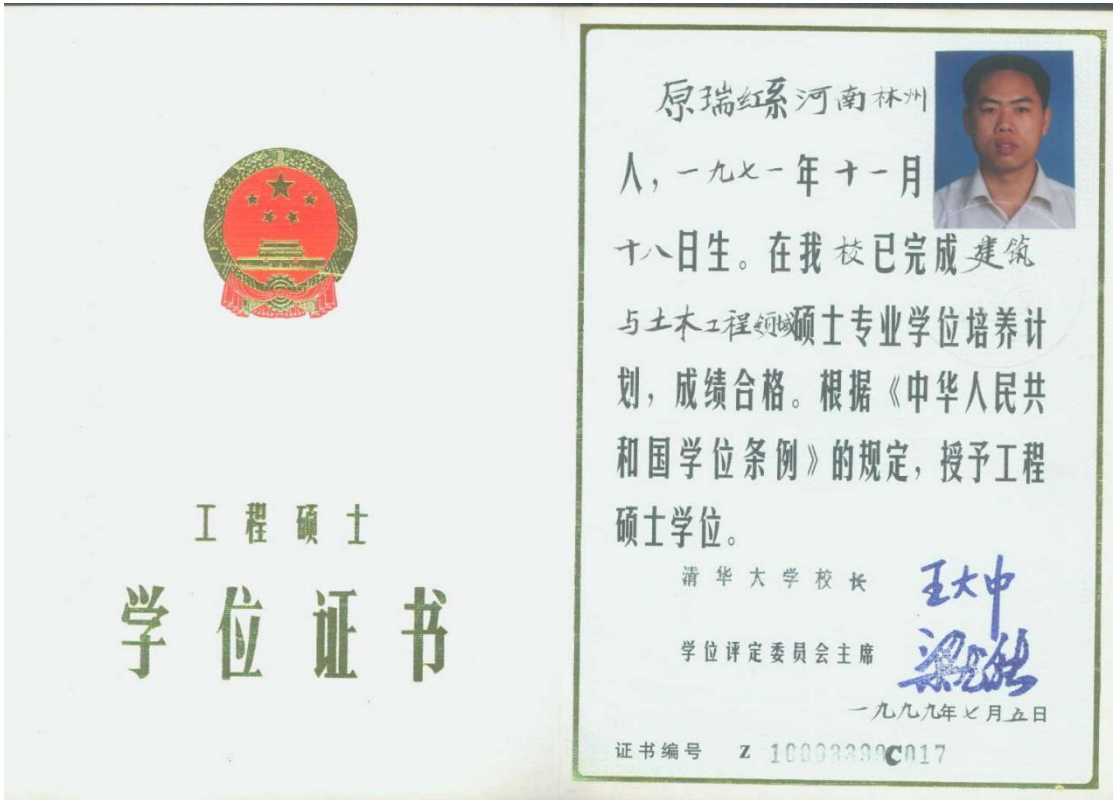 工程硕士
学位证书
原瑞红系河南林州
人，一九七一年十一月
十八日生。在我校已完成建筑
与土木工程领域硕士专业学位培养计
划，成绩合格。根据《中华人民共
和国学位条例》的规定，授予工程
硕士学位。
清华大学校长 王大中
学位评定委员会主席 梁尤能
一九九九年七月五日
证书编号 Z